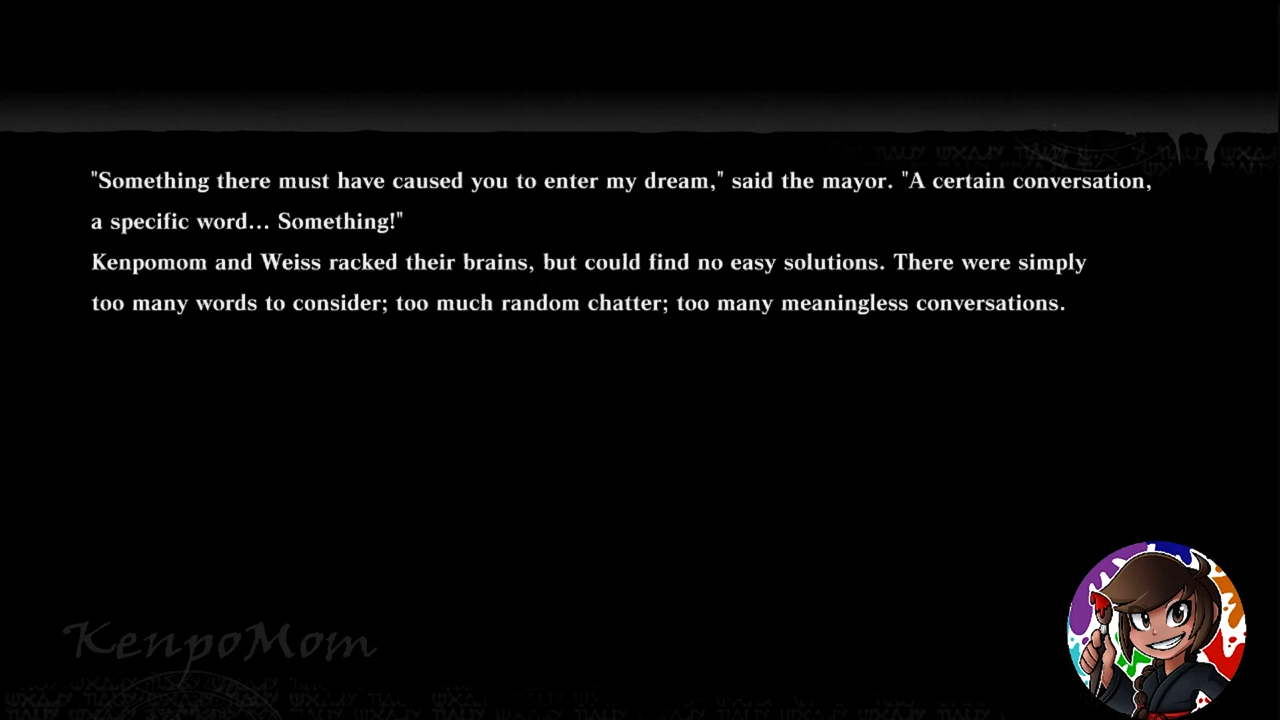 "Something there must have caused you to enter my dream," said the mayor. "A certain conversation,
a specific word... Something!"
Kenpomom and Weiss racked their brains, but could find no easy solutions. There were simply
too many words to consider; too much random chatter; too many meaningless conversations.
KenpoMom